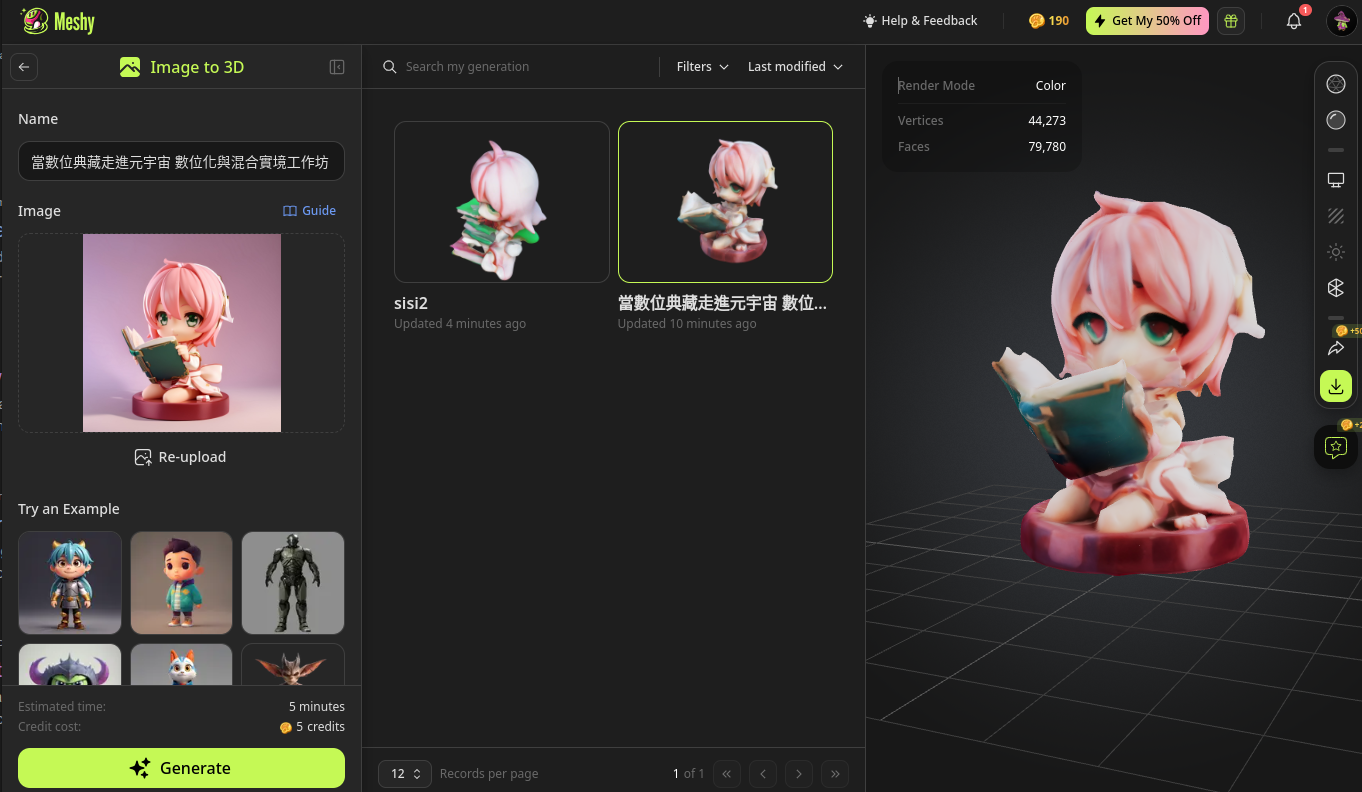 Meshy
Help & Feedback
190
Get My 50% Off
1
Image to 3D
Search my generation
Filters
Last modified
Name
當數位典藏走進元宇宙 數位化與混合實境工作坊
Image
Guide
Re-upload
Try an Example
Estimated time:
5 minutes
Credit cost:
5 credits
Generate
sisi2
Updated 4 minutes ago
當數位典藏走進元宇宙 數位...
Updated 10 minutes ago
12
Records per page
1 of 1
Render Mode
Color
Vertices
44,273
Faces
79,780